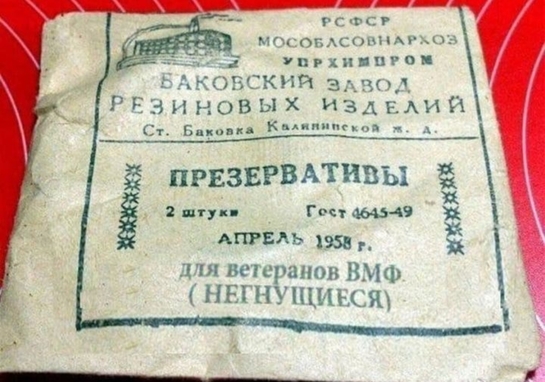 РСФСР
МОСОБЛСОВНАРХОЗ
УПРХИМПРОМ
БАКОВСКИЙ ЗАВОД
РЕЗИНОВЫХ ИЗДЕЛИЙ
Ст. Баковка Калининской ж. д.
ПРЕЗЕРВАТИВЫ
2 штуки Гост 4645-49
АПРЕЛЬ 1958 г.
для ветеранов ВМФ
( НЕГНУЩИЕСЯ)